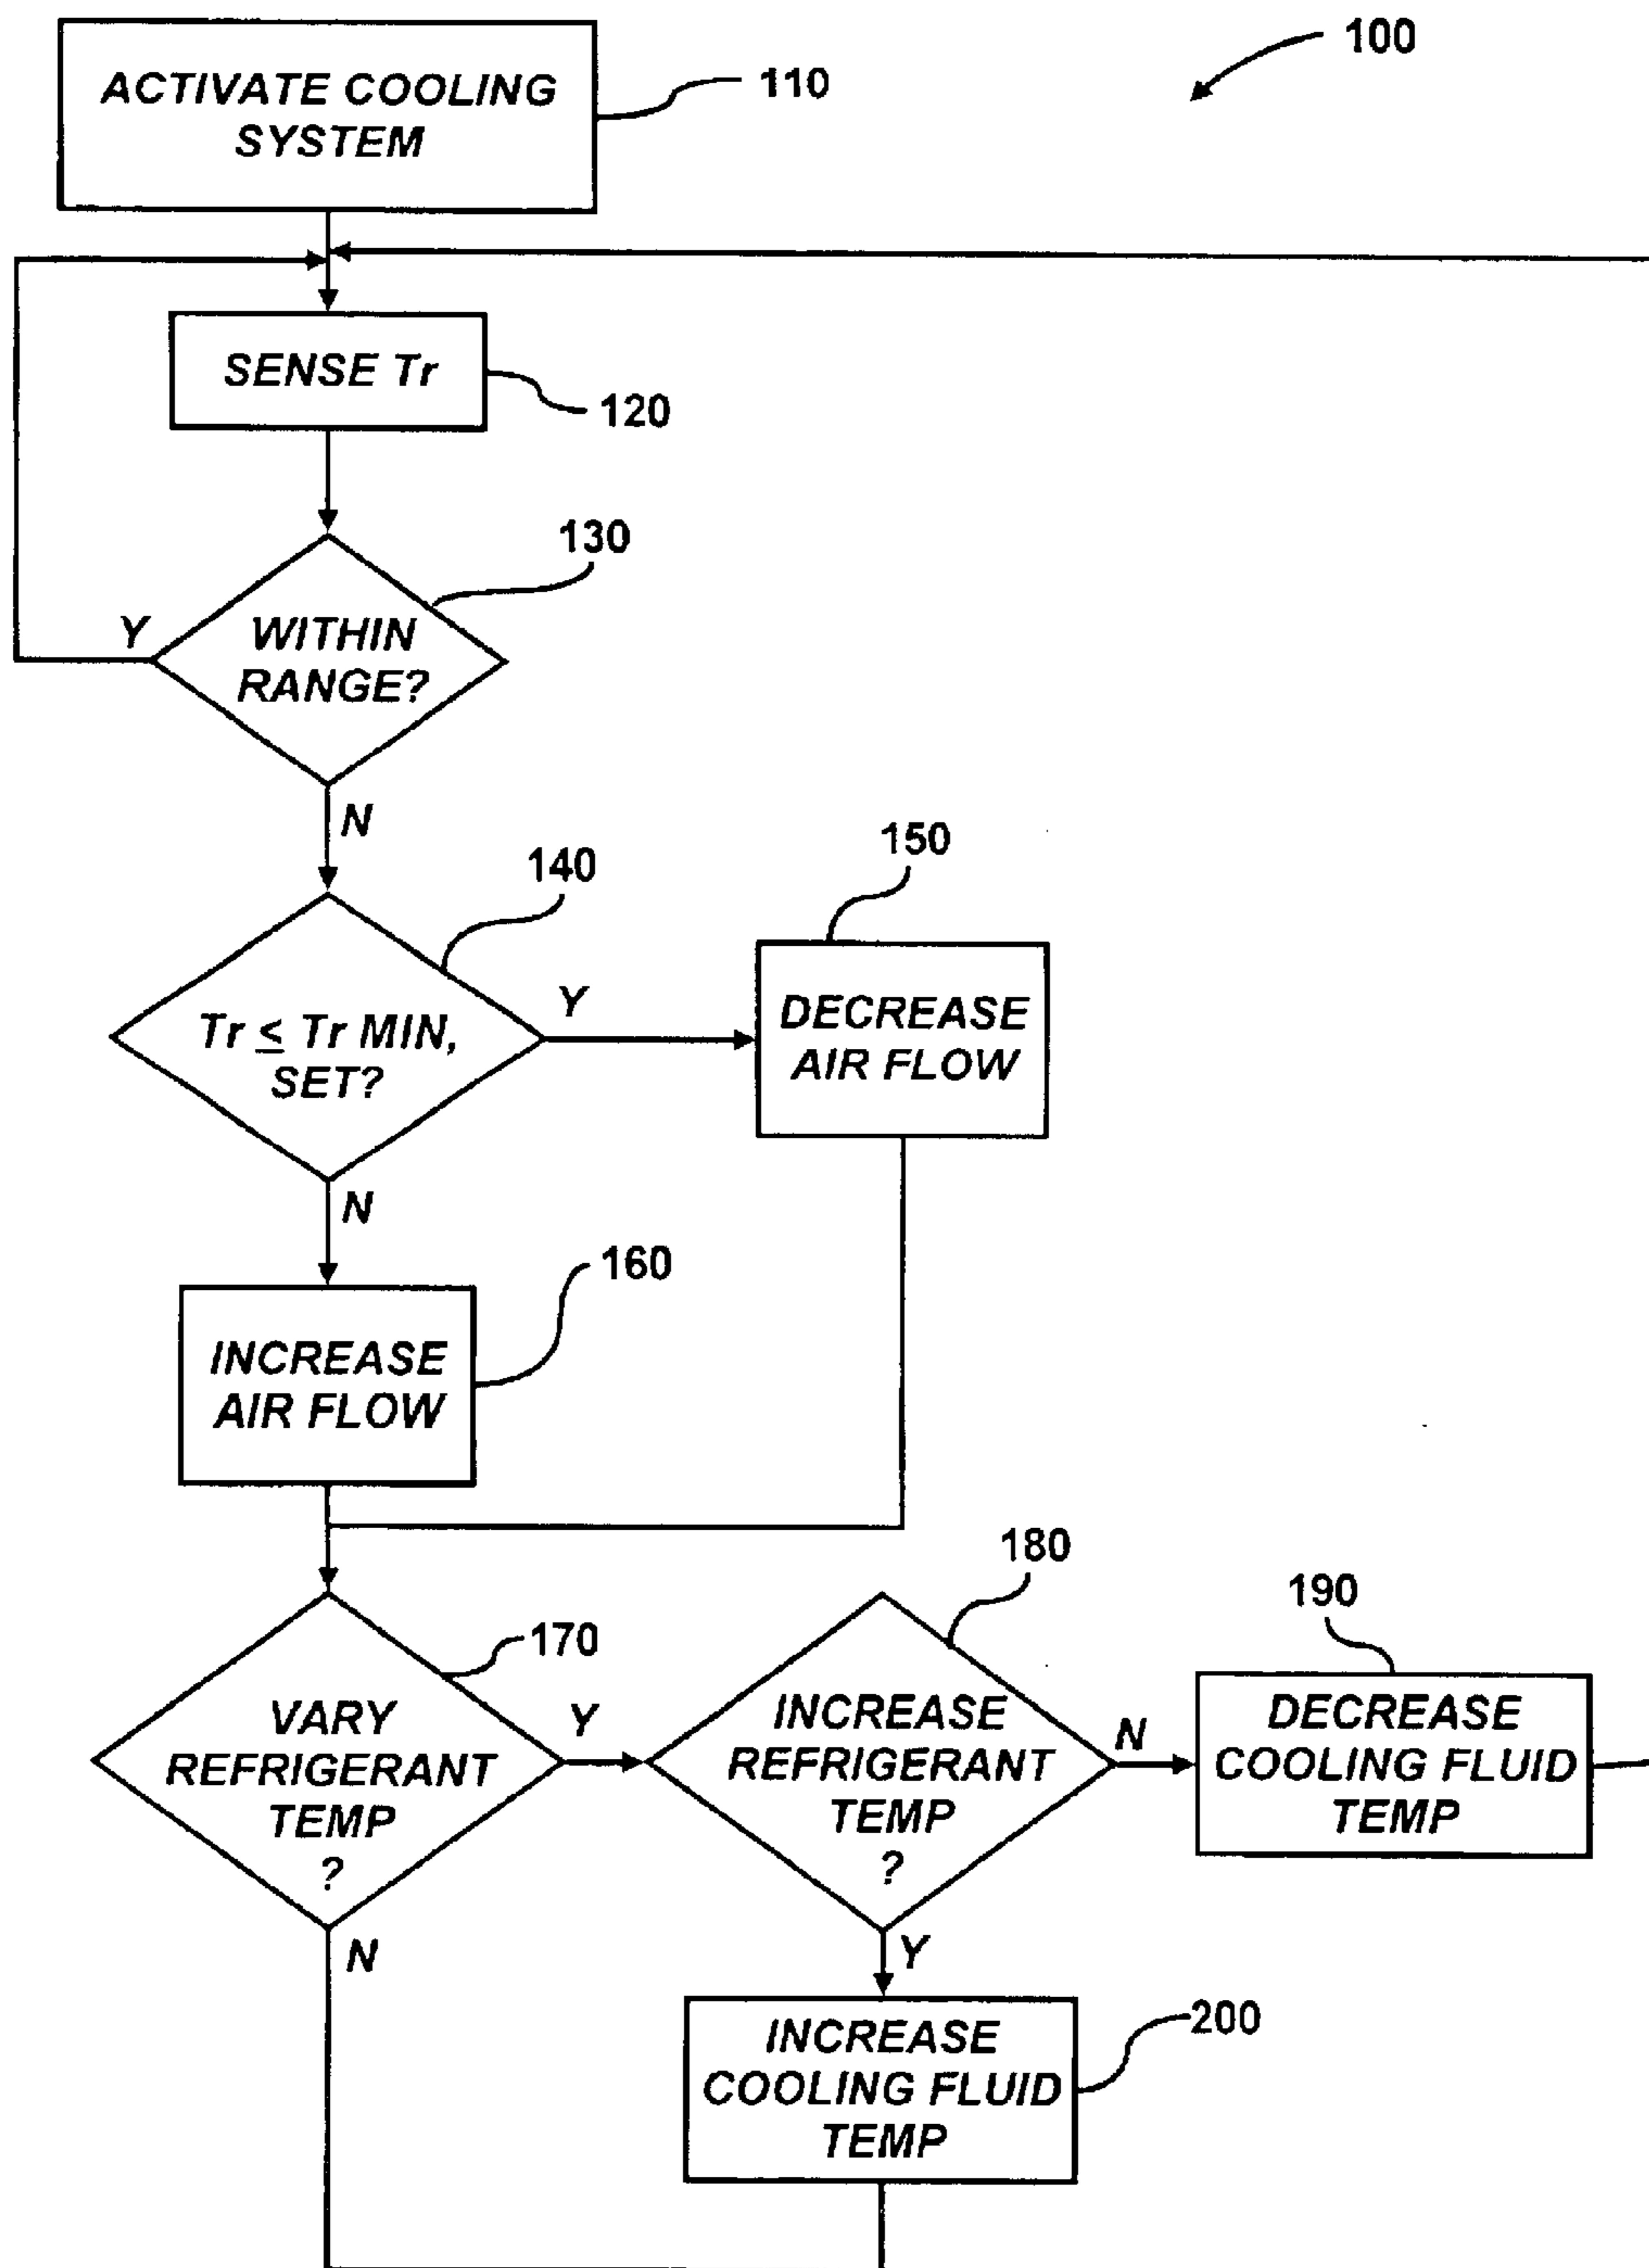 100
ACTIVATE COOLING
SYSTEM
110
SENSE Tr
120
130
Y
WITHIN
RANGE?
N
140
150
Tr ≤ Tr MIN,
SET?
Y
DECREASE
AIR FLOW
N
160
INCREASE
AIR FLOW
170
180
190
VARY
REFRIGERANT
TEMP
?
Y
INCREASE
REFRIGERANT
TEMP
?
N
DECREASE
COOLING FLUID
TEMP
N
Y
200
INCREASE
COOLING FLUID
TEMP